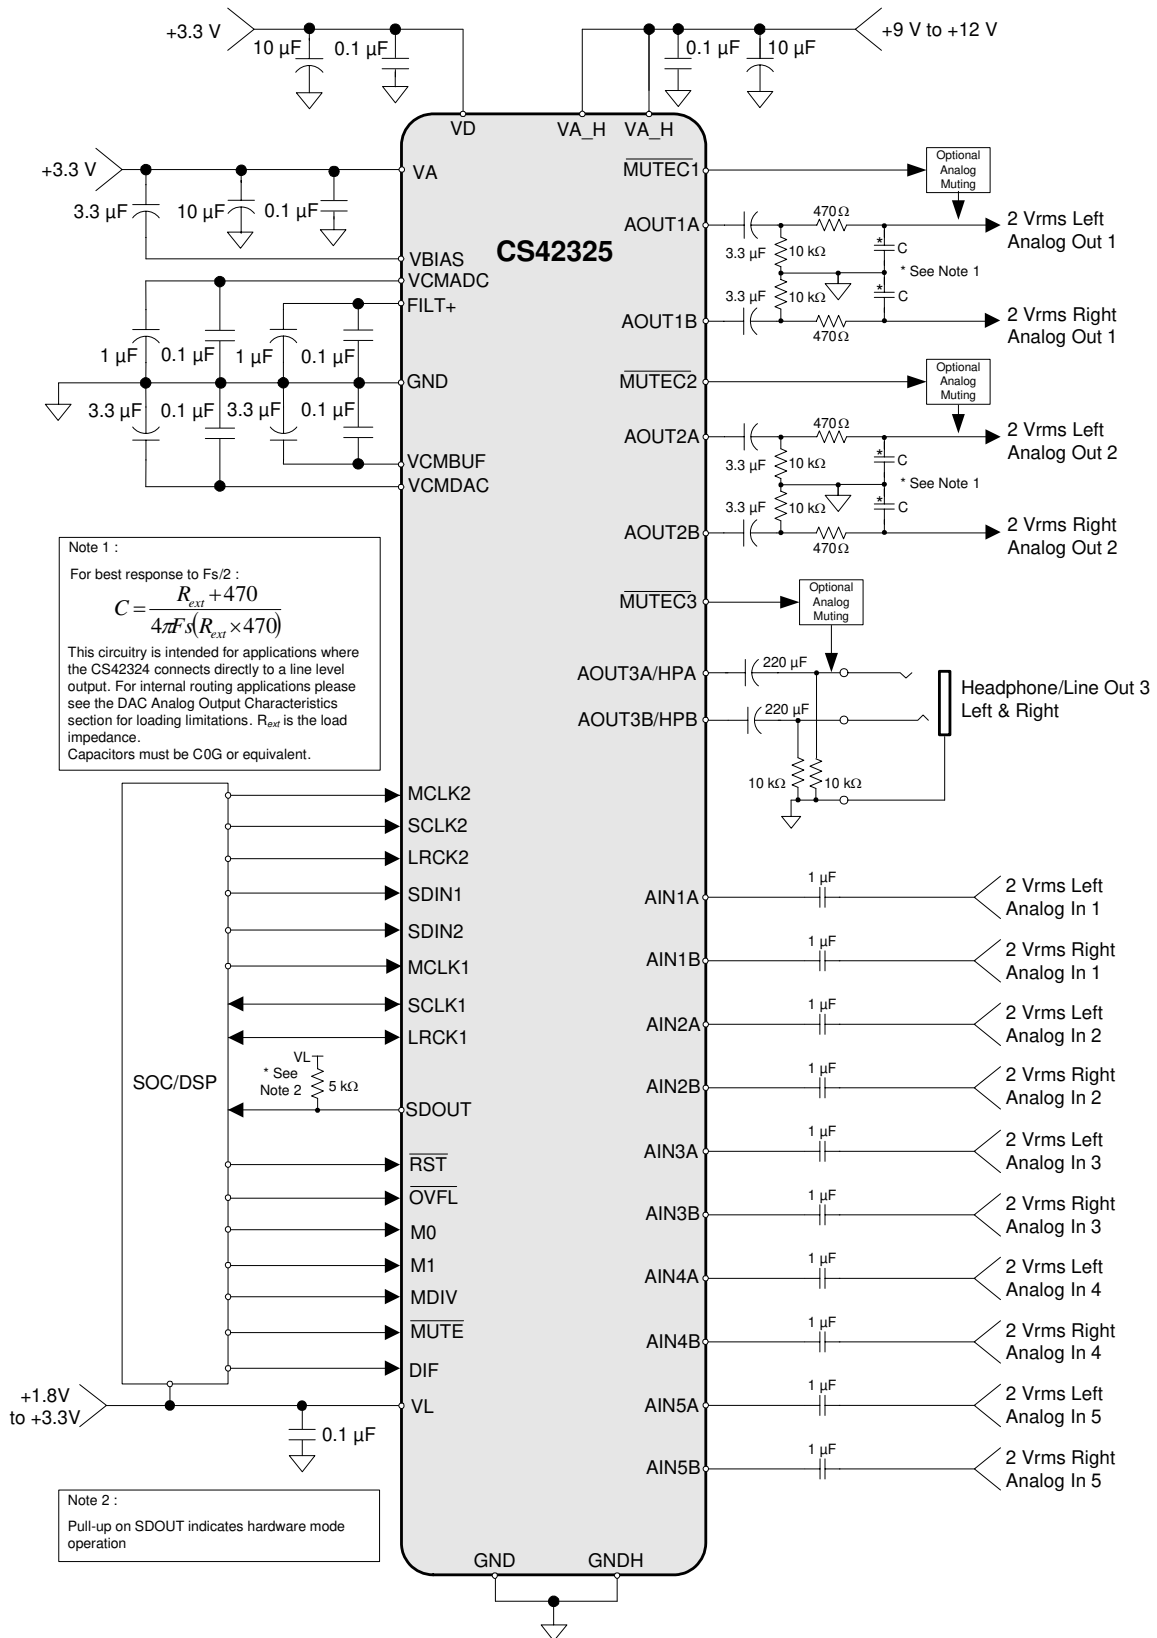 +3.3 V
10 µF
0.1 µF
0.1 µF
10 µF
+9 V to +12 V
VD
VA_H
VA_H
+3.3 V
VA
3.3 µF
10 µF
0.1 µF
VBIAS
VCMADC
FILT+
1 µF
0.1 µF
1 µF
0.1 µF
GND
3.3 µF
0.1 µF
3.3 µF
0.1 µF
VCMBUF
VCMDAC
CS42325
MUTEC1
Optional
Analog
Muting
AOUT1A
3.3 µF
470Ω
10 kΩ
* C
2 Vrms Left
Analog Out 1
* See Note 1
3.3 µF
10 kΩ
* C
AOUT1B
470Ω
2 Vrms Right
Analog Out 1
MUTEC2
Optional
Analog
Muting
AOUT2A
3.3 µF
470Ω
10 kΩ
* C
2 Vrms Left
Analog Out 2
* See Note 1
3.3 µF
10 kΩ
* C
AOUT2B
470Ω
2 Vrms Right
Analog Out 2
MUTEC3
Optional
Analog
Muting
AOUT3A/HPA
220 µF
AOUT3B/HPB
220 µF
Headphone/Line Out 3
Left & Right
10 kΩ
10 kΩ
Note 1 :
For best response to Fs/2 :
C = (R_ext + 470) / (4πFs(R_ext × 470))
This circuitry is intended for applications where
the CS42324 connects directly to a line level
output. For internal routing applications please
see the DAC Analog Output Characteristics
section for loading limitations. Rext is the load
impedance.
Capacitors must be C0G or equivalent.
SOC/DSP
MCLK2
SCLK2
LRCK2
SDIN1
SDIN2
MCLK1
SCLK1
LRCK1
VL
* See
Note 2
5 kΩ
SDOUT
RST
OVFL
M0
M1
MDIV
MUTE
DIF
+1.8V
to +3.3V
VL
0.1 µF
Note 2 :
Pull-up on SDOUT indicates hardware mode
operation
AIN1A
1 µF
2 Vrms Left
Analog In 1
AIN1B
1 µF
2 Vrms Right
Analog In 1
AIN2A
1 µF
2 Vrms Left
Analog In 2
AIN2B
1 µF
2 Vrms Right
Analog In 2
AIN3A
1 µF
2 Vrms Left
Analog In 3
AIN3B
1 µF
2 Vrms Right
Analog In 3
AIN4A
1 µF
2 Vrms Left
Analog In 4
AIN4B
1 µF
2 Vrms Right
Analog In 4
AIN5A
1 µF
2 Vrms Left
Analog In 5
AIN5B
1 µF
2 Vrms Right
Analog In 5
GND
GNDH